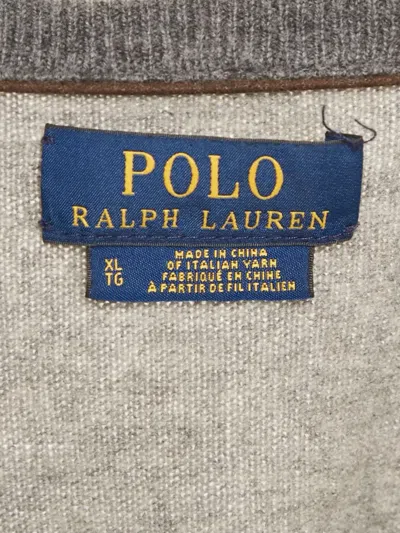 POLO
RALPH LAUREN
XL
TG
MADE IN CHINA
OF ITALIAN YARN
FABRIQUÉ EN CHINE
À PARTIR DE FIL ITALIEN